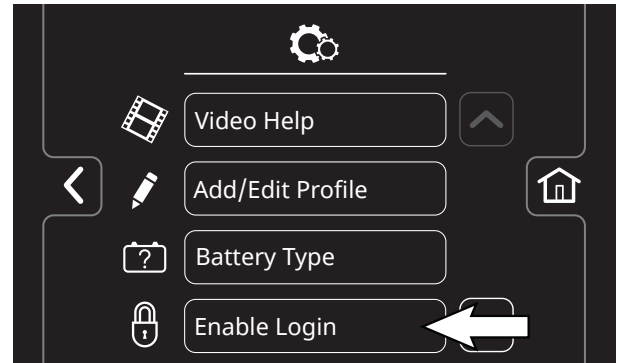 Video Help
Add/Edit Profile
?
Battery Type
Enable Login